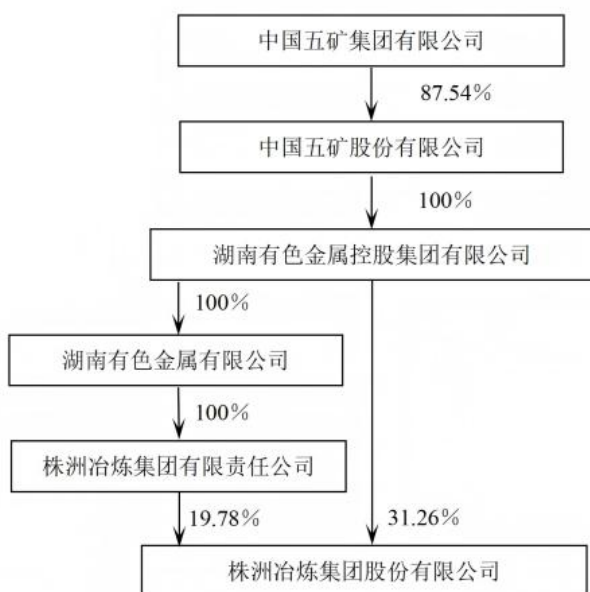 中国五矿集团有限公司
87.54%
中国五矿股份有限公司
100%
湖南有色金属控股集团有限公司
100%
湖南有色金属有限公司
100%
株洲冶炼集团有限责任公司
19.78%
31.26%
株洲冶炼集团股份有限公司